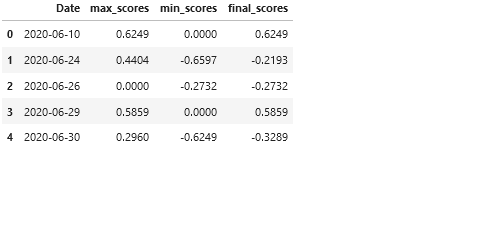 Date max_scores min_scores final_scores
0 2020-06-10 0.6249 0.0000 0.6249
1 2020-06-24 0.4404 -0.6597 -0.2193
2 2020-06-26 0.0000 -0.2732 -0.2732
3 2020-06-29 0.5859 0.0000 0.5859
4 2020-06-30 0.2960 -0.6249 -0.3289